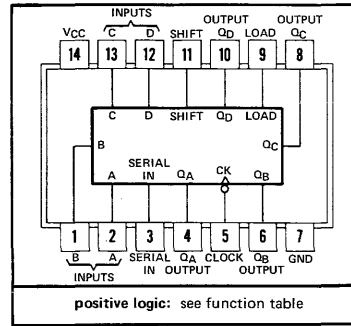 INPUTS OUTPUT OUTPUT
VCC C D SHIFT QD LOAD QC
14 13 12 11 10 9 8
C D SHIFT QD LOAD
B QC
SERIAL CK
A IN QA QB
1 2 3 4 5 6 7
B A SERIAL QA CLOCK QB GND
INPUTS IN OUTPUT OUTPUT
positive logic: see function table